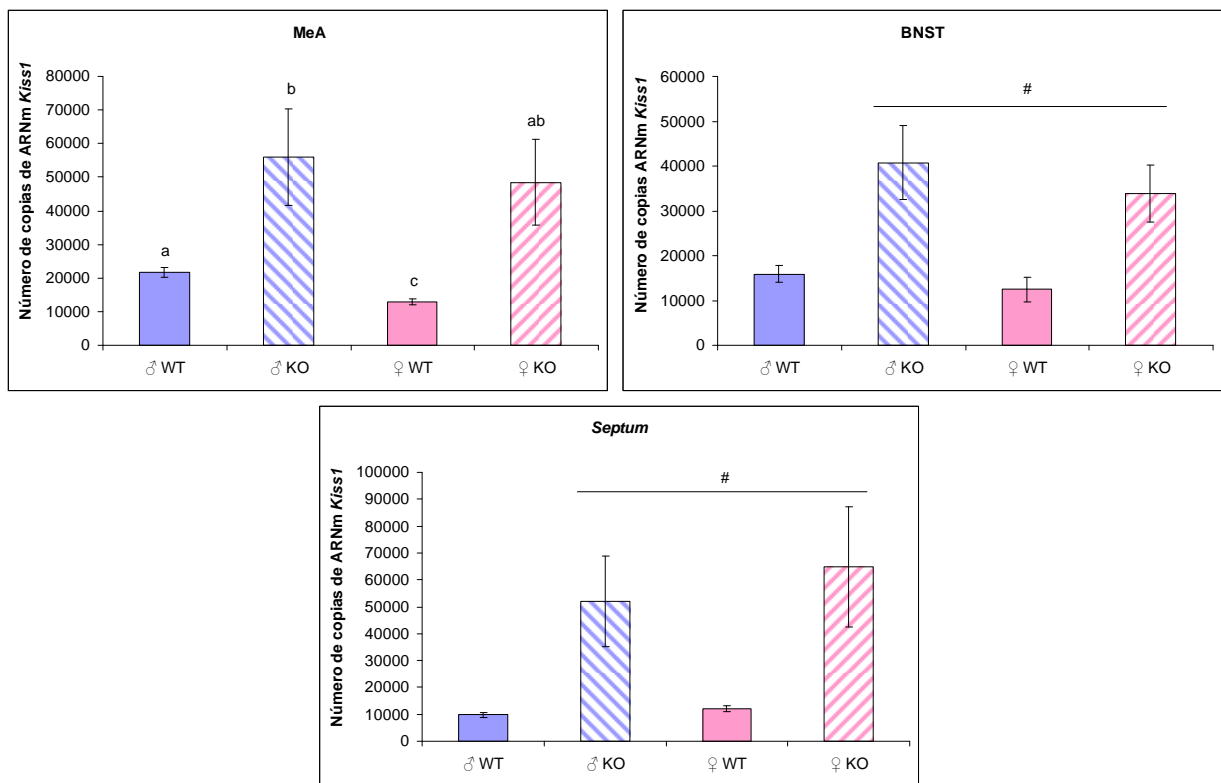 MeA
Número de copias de ARNm Kiss1
80000
70000
60000
50000
40000
30000
20000
10000
0
a
b
c
ab
♂ WT ♂ KO ♀ WT ♀ KO
BNST
Número de copias ARNm Kiss1
60000
50000
40000
30000
20000
10000
0
#
♂ WT ♂ KO ♀ WT ♀ KO
Septum
Número de copias de ARNm Kiss1
100000
90000
80000
70000
60000
50000
40000
30000
20000
10000
0
#
♂ WT ♂ KO ♀ WT ♀ KO